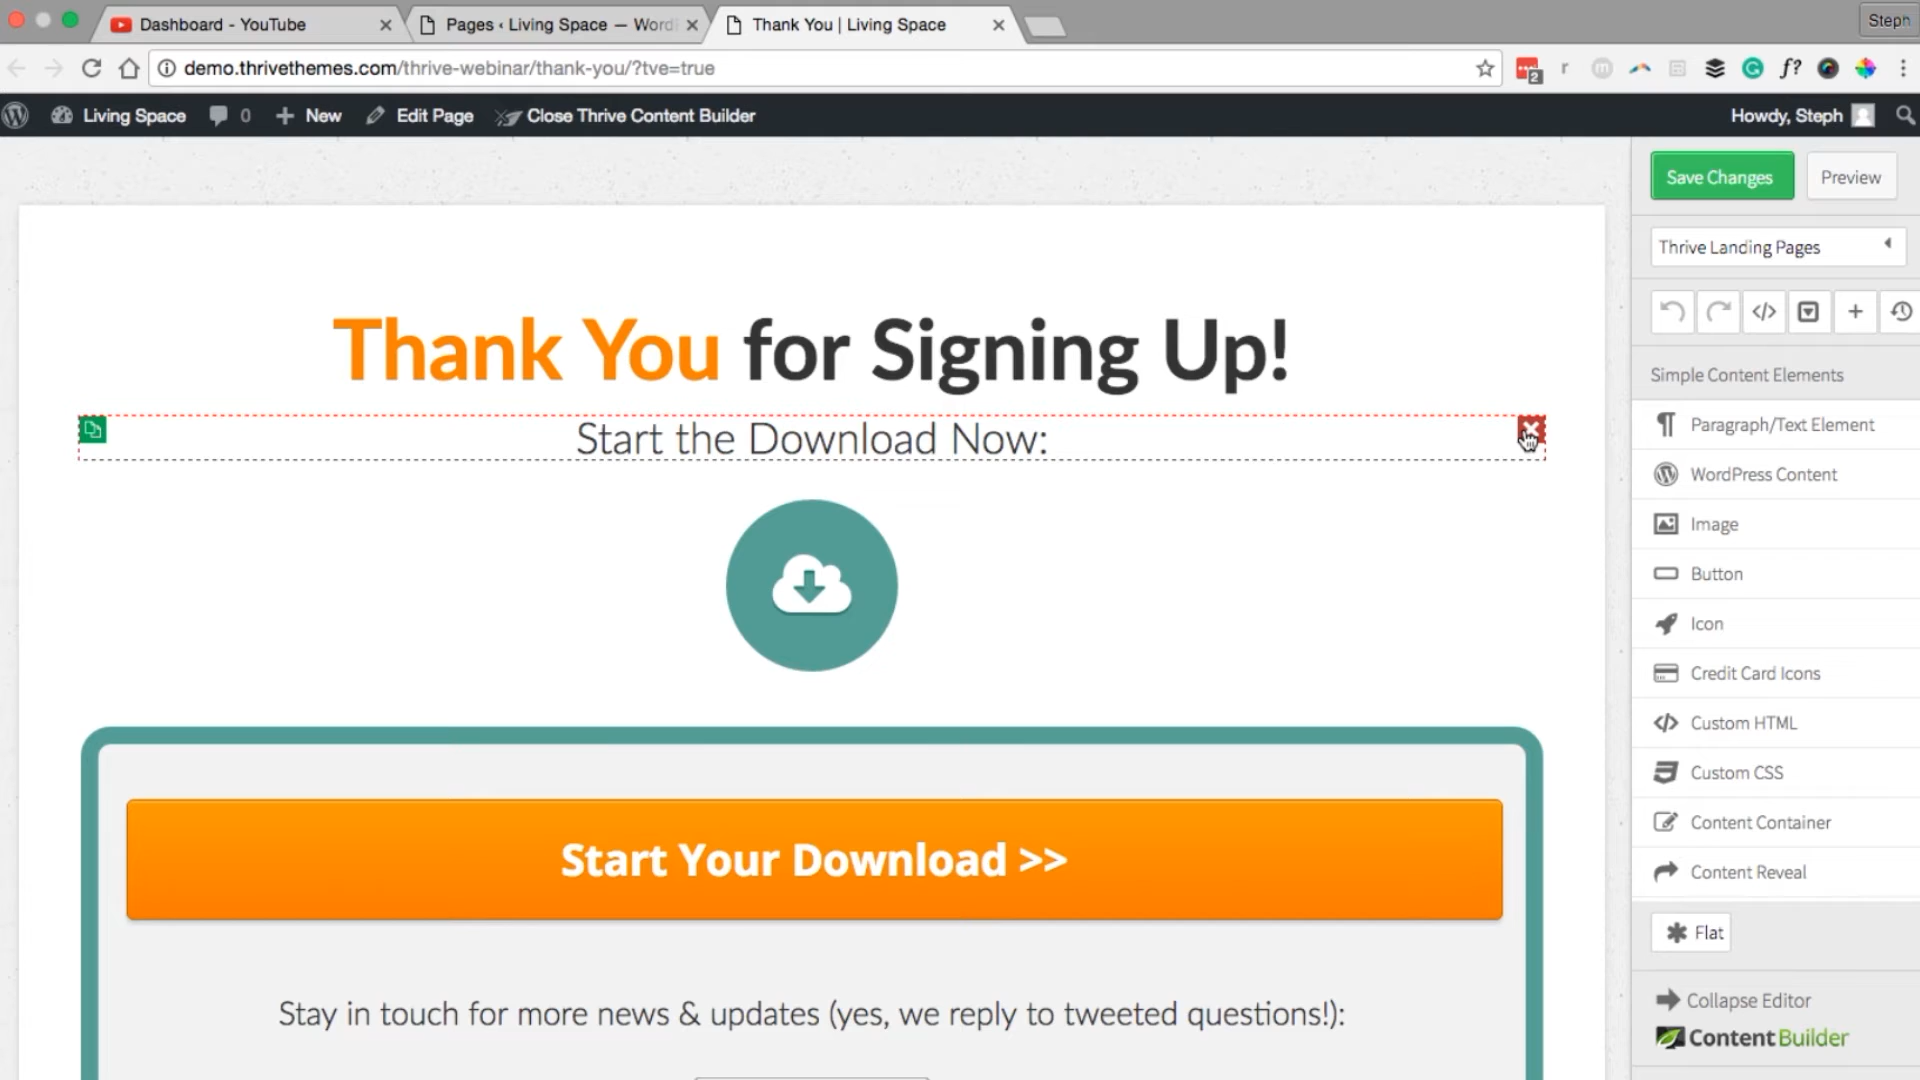 Dashboard - YouTube
Pages ‹ Living Space — Word
Thank You | Living Space
Steph
demo.thrivethemes.com/thrive-webinar/thank-you/?tve=true
2
r
m
f?
Living Space
0
New
Edit Page
Close Thrive Content Builder
Howdy, Steph
Save Changes
Preview
Thrive Landing Pages
Thank You for Signing Up!
Start the Download Now:
Simple Content Elements
Paragraph/Text Element
WordPress Content
Image
Button
Icon
Credit Card Icons
Custom HTML
Custom CSS
Content Container
Content Reveal
Start Your Download >>
Flat
Stay in touch for more news & updates (yes, we reply to tweeted questions!):
Collapse Editor
Content Builder